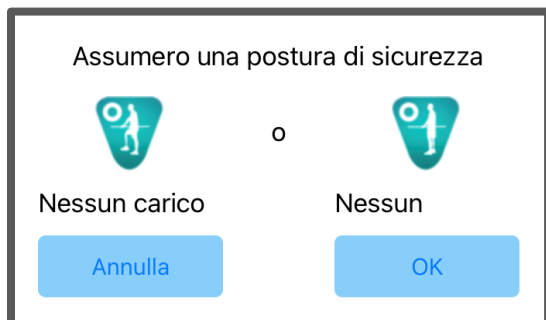 Assumero una postura di sicurezza
o
Nessun carico Nessun
Annulla OK